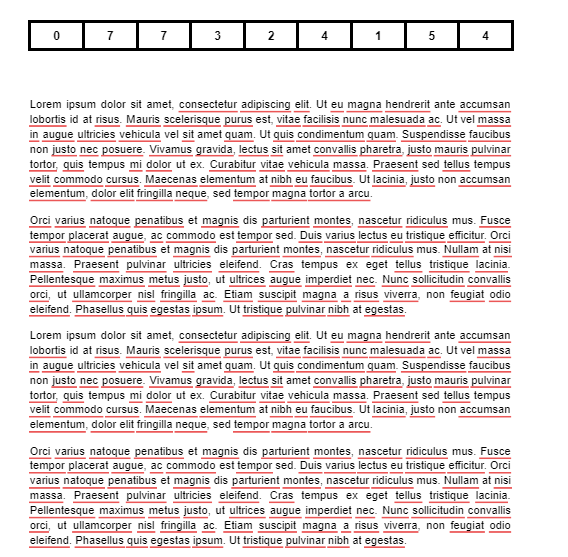 0 7 7 3 2 4 1 5 4
Lorem ipsum dolor sit amet, consectetur adipiscing elit. Ut eu magna hendrerit ante accumsan
lobortis id at risus. Mauris scelerisque purus est, vitae facilisis nunc malesuada ac. Ut vel massa
in augue ultricies vehicula vel sit amet quam. Ut quis condimentum quam. Suspendisse faucibus
non justo nec posuere. Vivamus gravida, lectus sit amet convallis pharetra, justo mauris pulvinar
tortor, quis tempus mi dolor ut ex. Curabitur vitae vehicula massa. Praesent sed tellus tempus
velit commodo cursus. Maecenas elementum at nibh eu faucibus. Ut lacinia, justo non accumsan
elementum, dolor elit fringilla neque, sed tempor magna tortor a arcu.
Orci varius natoque penatibus et magnis dis parturient montes, nascetur ridiculus mus. Fusce
tempor placerat augue, ac commodo est tempor sed. Duis varius lectus eu tristique efficitur. Orci
varius natoque penatibus et magnis dis parturient montes, nascetur ridiculus mus. Nullam at nisi
massa. Praesent pulvinar ultricies eleifend. Cras tempus ex eget tellus tristique lacinia.
Pellentesque maximus metus justo, ut ultrices augue imperdiet nec. Nunc sollicitudin convallis
orci, ut ullamcorper nisl fringilla ac. Etiam suscipit magna a risus viverra, non feugiat odio
eleifend. Phasellus quis egestas ipsum. Ut tristique pulvinar nibh at egestas.
Lorem ipsum dolor sit amet, consectetur adipiscing elit. Ut eu magna hendrerit ante accumsan
lobortis id at risus. Mauris scelerisque purus est, vitae facilisis nunc malesuada ac. Ut vel massa
in augue ultricies vehicula vel sit amet quam. Ut quis condimentum quam. Suspendisse faucibus
non justo nec posuere. Vivamus gravida, lectus sit amet convallis pharetra, justo mauris pulvinar
tortor, quis tempus mi dolor ut ex. Curabitur vitae vehicula massa. Praesent sed tellus tempus
velit commodo cursus. Maecenas elementum at nibh eu faucibus. Ut lacinia, justo non accumsan
elementum, dolor elit fringilla neque, sed tempor magna tortor a arcu.
Orci varius natoque penatibus et magnis dis parturient montes, nascetur ridiculus mus. Fusce
tempor placerat augue, ac commodo est tempor sed. Duis varius lectus eu tristique efficitur. Orci
varius natoque penatibus et magnis dis parturient montes, nascetur ridiculus mus. Nullam at nisi
massa. Praesent pulvinar ultricies eleifend. Cras tempus ex eget tellus tristique lacinia.
Pellentesque maximus metus justo, ut ultrices augue imperdiet nec. Nunc sollicitudin convallis
orci, ut ullamcorper nisl fringilla ac. Etiam suscipit magna a risus viverra, non feugiat odio
eleifend. Phasellus quis egestas ipsum. Ut tristique pulvinar nibh at egestas.